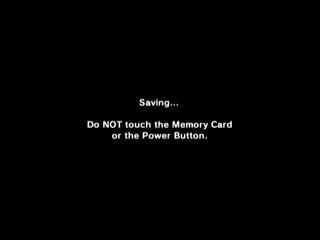 Saving...
Do NOT touch the Memory Card
or the Power Button.